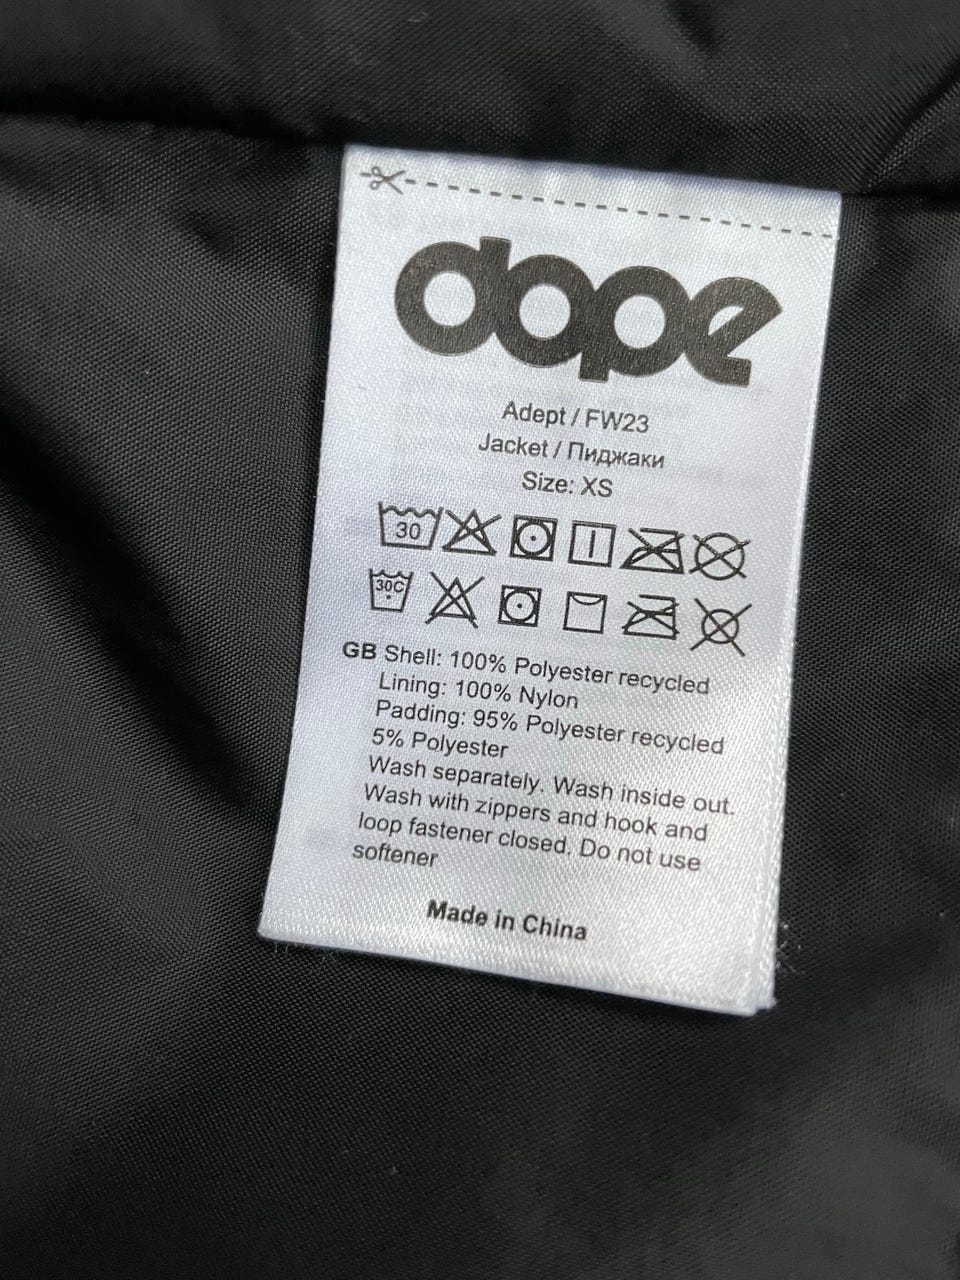 dope
Adept / FW23
Jacket / Пиджаки
Size: XS
30
30C
GB Shell: 100% Polyester recycled
Lining: 100% Nylon
Padding: 95% Polyester recycled
5% Polyester
Wash separately. Wash inside out.
Wash with zippers and hook and
loop fastener closed. Do not use
softener
Made in China